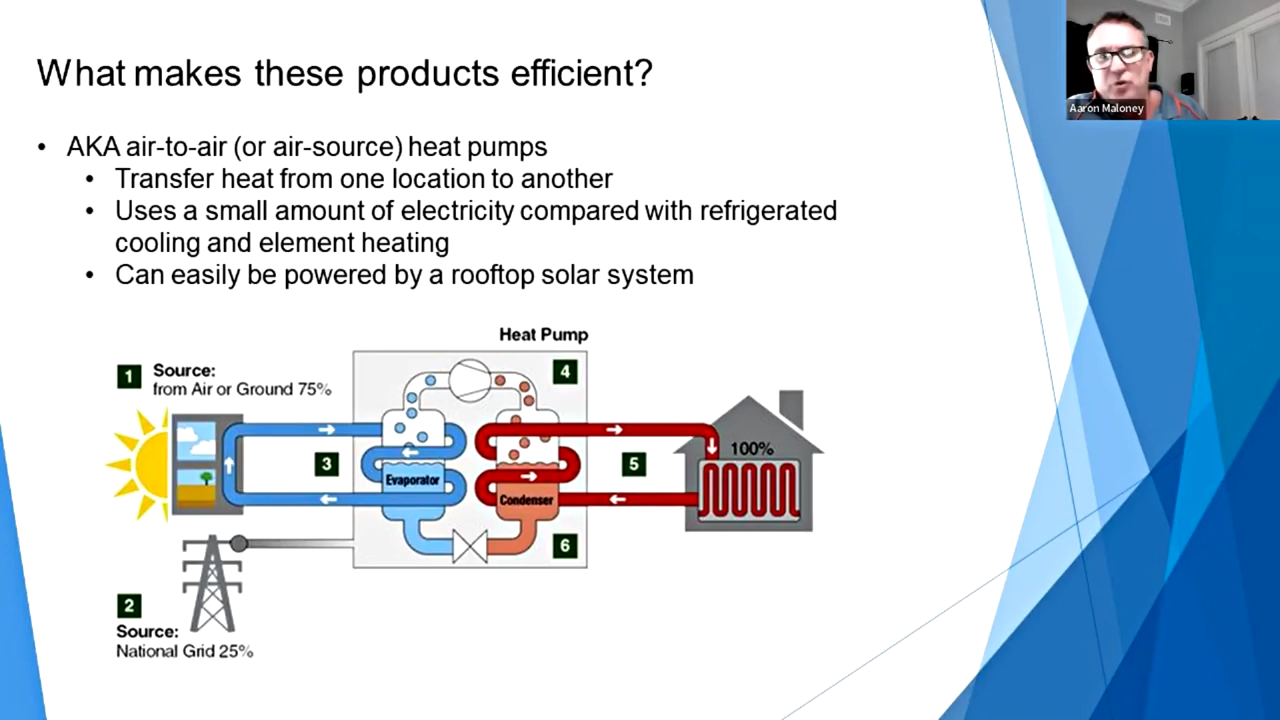 What makes these products efficient?
Aaron Maloney
• AKA air-to-air (or air-source) heat pumps
• Transfer heat from one location to another
• Uses a small amount of electricity compared with refrigerated
cooling and element heating
• Can easily be powered by a rooftop solar system
Heat Pump
1 Source:
from Air or Ground 75%
4
100%
3
5
Evaporator
Condenser
6
2
Source:
National Grid 25%